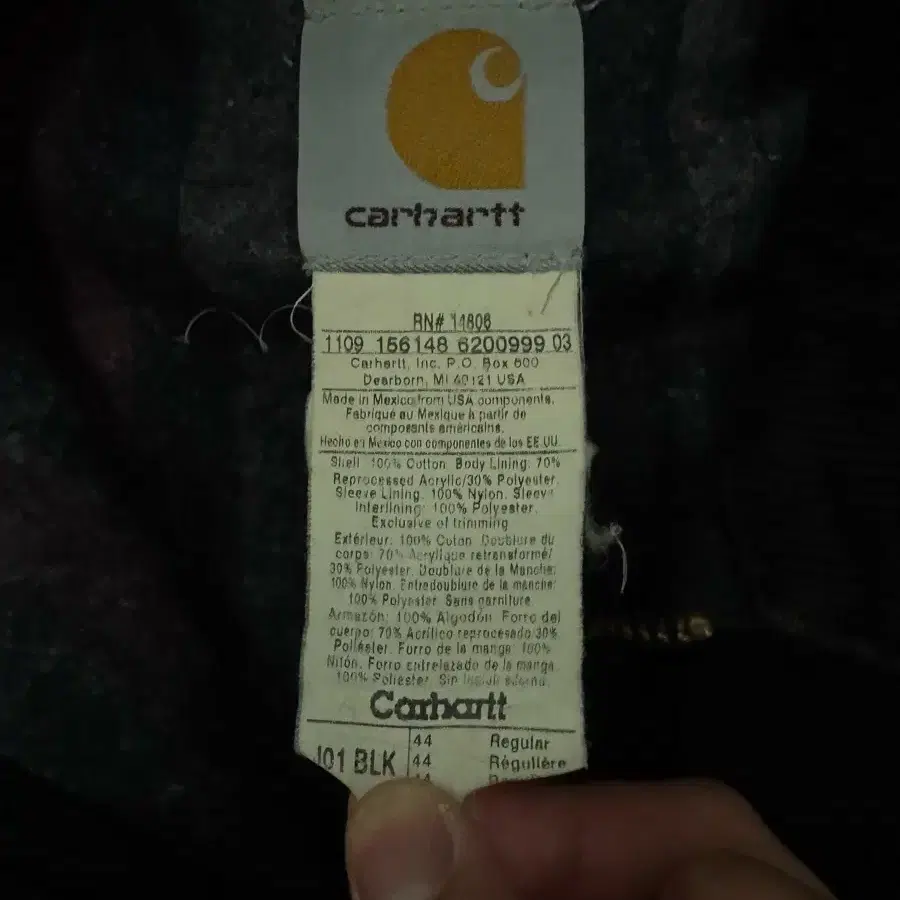 carhartt
RN# 14806
1109 156148 6200999 03
Carhartt, Inc. P.O. Box 600
Dearborn, MI 48121 USA
Made in Mexico from USA components.
Fabriqué au Mexique à partir de
composants américains.
Hecho en México con componentes de los EE.UU.
Shell: 100% Cotton. Body Lining: 70%
Reprocessed Acrylic/30% Polyester.
Sleeve Lining: 100% Nylon. Sleeve
Interlining: 100% Polyester.
Exclusive of trimming
Extérieur: 100% Coton. Doublure du
corps: 70% Acrylique retransformé/
30% Polyester. Doublure de la Manche:
100% Nylon. Entredoublure de la manche:
100% Polyester. Sans garniture.
Armazón: 100% Algodón. Forro del
cuerpo: 70% Acrílico reprocesado/30%
Poliéster. Forro de la manga: 100%
Nilón. Forro entrelazado de la manga:
100% Poliester. Sin
Carhartt
J01 BLK
44 Regular
44 Régulière
44